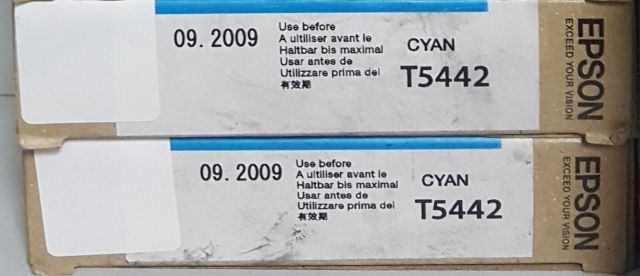 09. 2009
Use before
A uitiliser avant le
Haltbar bis maximal
Usar antes de
Utilizzare prima del
有效期
CYAN
T5442
EPSON
EXCEED YOUR VISION
09. 2009
Use before
A uitiliser avant le
Haltbar bis maximal
Usar antes de
Utilizzare prima del
有效期
CYAN
T5442
EPSON
EXCEED YOUR VISION